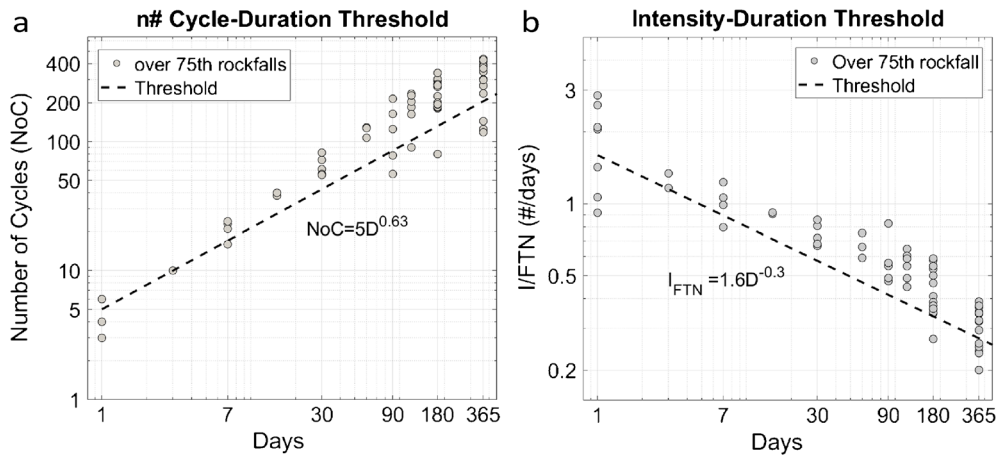 a
n# Cycle-Duration Threshold
over 75th rockfalls
Threshold
400
200
100
50
10
5
1
Number of Cycles (NoC)
NoC=5D^0.63
1 7 30 90 180 365
Days
b
Intensity-Duration Threshold
Over 75th rockfall
Threshold
3
1
0.5
0.2
I/FTN (#/days)
I_FTN =1.6D^-0.3
1 7 30 90 180 365
Days